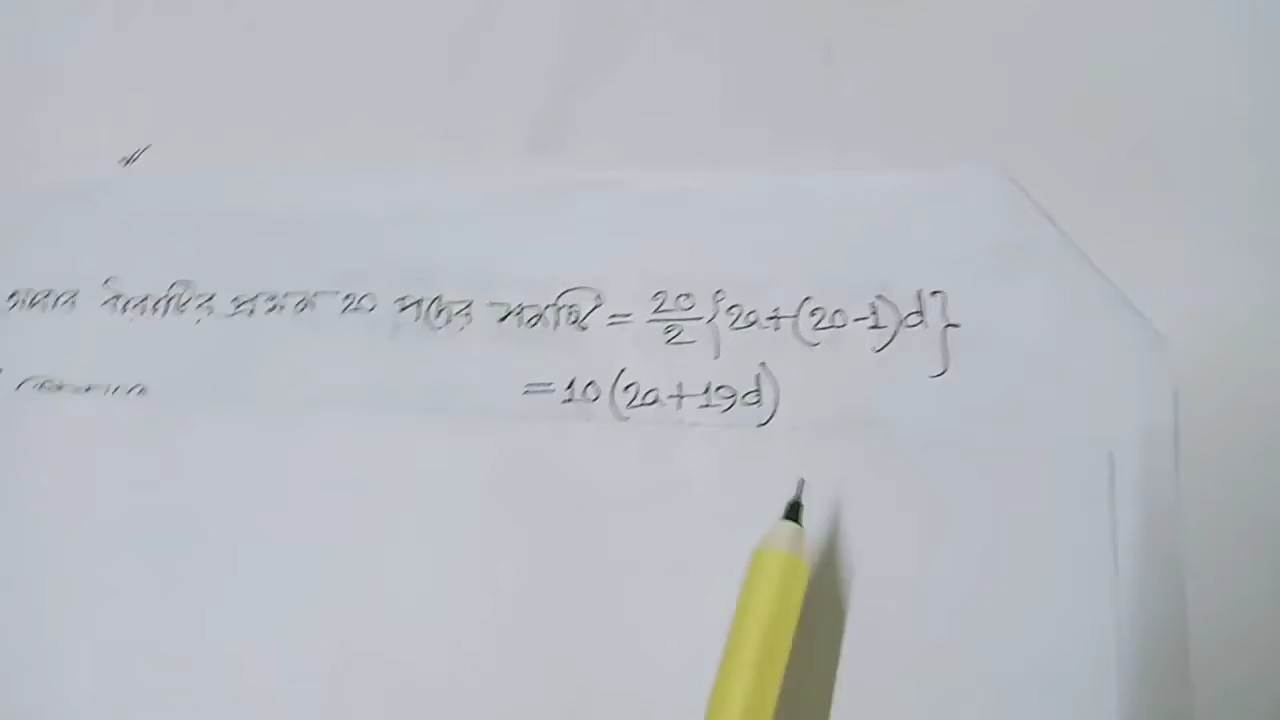 প্রথম 20 পদের সমষ্টি = 20/2 {2a+(20-1)d}
=10(2a+19d)